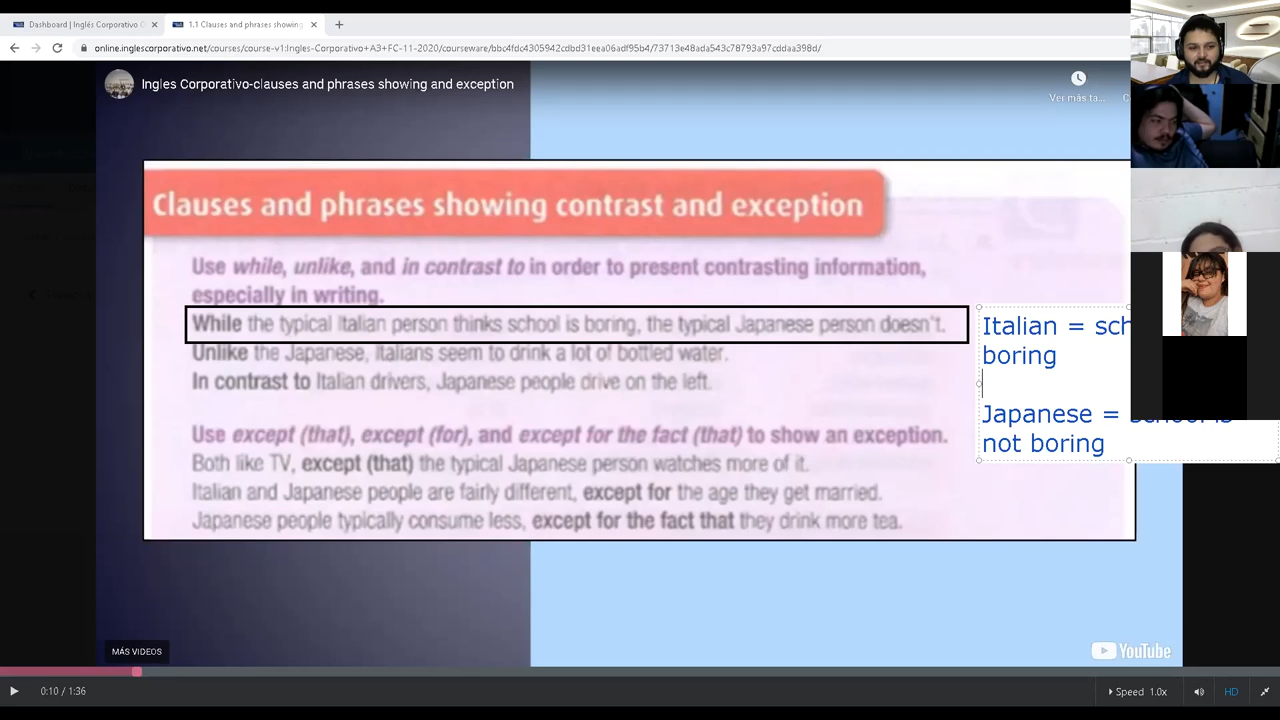 Dashboard | Inglés Corporativo
1.1 Clauses and phrases showing
online.inglescorporativo.net/courses/course-v1:Ingles-Corporativo+A3+FC-11-2020/courseware/bbc4fdc4305942cdbd31eea06adf95b4/73713e48ada543c78793a97cddaa398d/
Ingles Corporativo-clauses and phrases showing and exception
Ver más ta...
Clauses and phrases showing contrast and exception
Use while, unlike, and in contrast to in order to present contrasting information,
especially in writing.
While the typical Italian person thinks school is boring, the typical Japanese person doesn't.
Unlike the Japanese, Italians seem to drink a lot of bottled water.
In contrast to Italian drivers, Japanese people drive on the left.
Use except (that), except (for), and except for the fact (that) to show an exception.
Both like TV, except (that) the typical Japanese person watches more of it.
Italian and Japanese people are fairly different, except for the age they get married.
Japanese people typically consume less, except for the fact that they drink more tea.
Italian = sch
boring
Japanese = school is
not boring
MÁS VIDEOS
YouTube
0:10 / 1:36
Speed 1.0x
HD